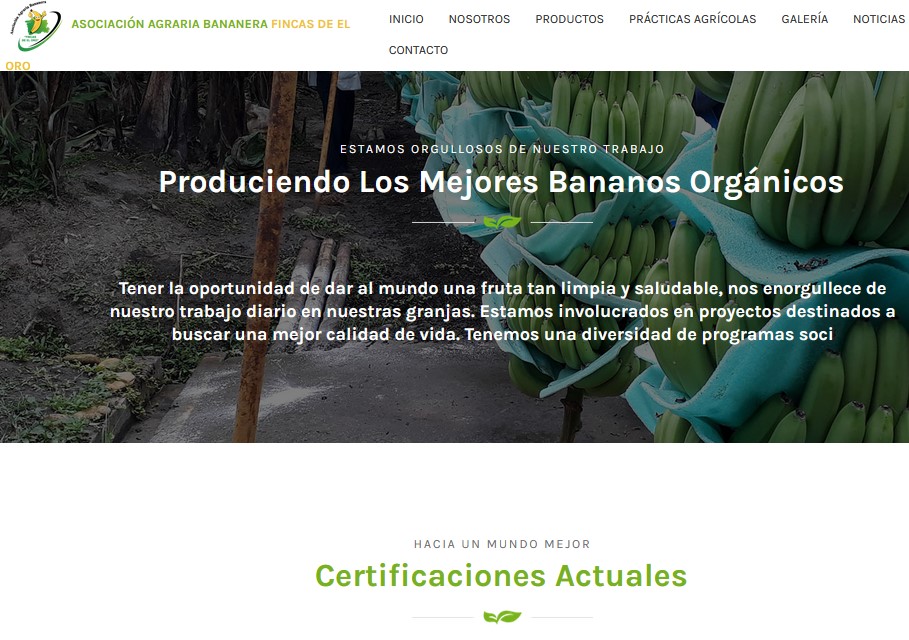 Asociación Agraria Bananera
ASOCIACIÓN AGRARIA BANANERA FINCAS DE EL
ORO
INICIO NOSOTROS PRODUCTOS PRÁCTICAS AGRÍCOLAS GALERÍA NOTICIAS
CONTACTO
ESTAMOS ORGULLOSOS DE NUESTRO TRABAJO
Produciendo Los Mejores Bananos Orgánicos
Tener la oportunidad de dar al mundo una fruta tan limpia y saludable, nos enorgullece de
nuestro trabajo diario en nuestras granjas. Estamos involucrados en proyectos destinados a
buscar una mejor calidad de vida. Tenemos una diversidad de programas soci
HACIA UN MUNDO MEJOR
Certificaciones Actuales